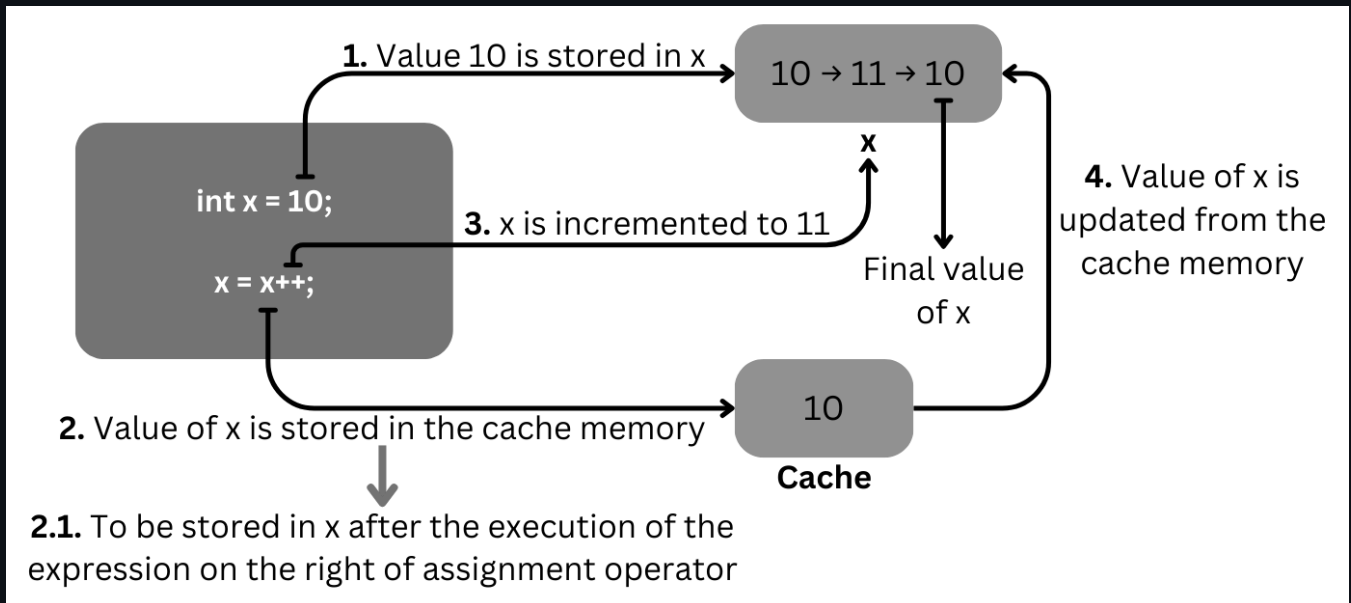 1. Value 10 is stored in x
10 → 11 → 10
x
int x = 10;
3. x is incremented to 11
x = x++;
Final value
of x
4. Value of x is
updated from the
cache memory
2. Value of x is stored in the cache memory
10
Cache
2.1. To be stored in x after the execution of the
expression on the right of assignment operator